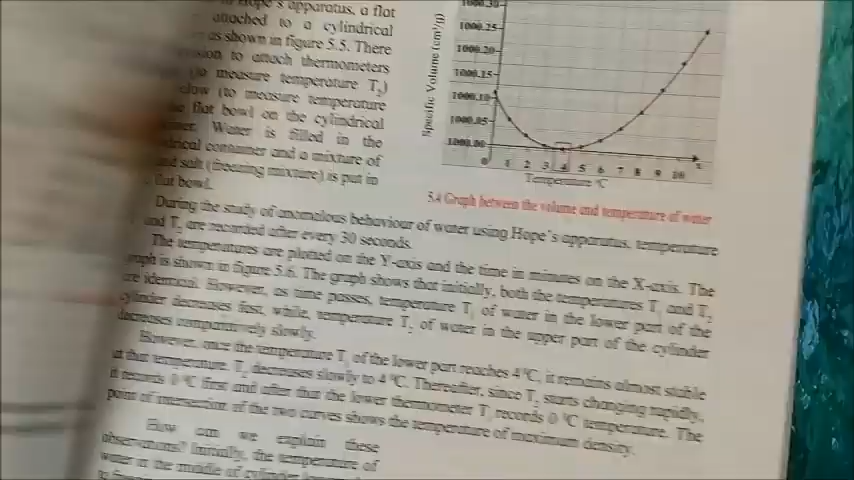 Hope's apparatus, a flat
attached to a cylindrical
as shown in figure 5.5. There
to attach thermometers
(to measure temperature T2)
(to measure temperature
flat bowl on the cylindrical
Water is filled in the
container and a mixture of
and salt (freezing mixture) is put in
flat bowl.
Specific Volume (cm³/g)
1000.30
1000.25
1000.20
1000.15
1000.10
1000.05
1000.00
0 1 2 3 4 5 6 7 8 9 10
Temperature °C
5.4 Graph between the volume and temperature of water
During the study of anomalous behaviour of water using Hope's apparatus, temperature
and T2 are recorded after every 30 seconds.
The temperatures are plotted on the Y-axis and the time in minutes on the X-axis. The
graph is shown in figure 5.6. The graph shows that initially, both the temperatures T1 and T2
are identical. However, as time passes, temperature T1 of water in the lower part of the
cylinder decreases fast, while, temperature T2 of water in the upper part of the cylinder
decreases comparatively slowly.
However, once the temperature T1 of the lower part reaches 4 °C, it remains almost stable
at that temperature. T2 decreases slowly to 4 °C. Thereafter, since T2 starts changing rapidly,
it records 0 °C first and after that the lower thermometer T1 records 0 °C temperature. The
point of intersection of the two curves shows the temperature of maximum density.
How can we explain these
observations? Initially, the temperature of
water in the middle of cylinder